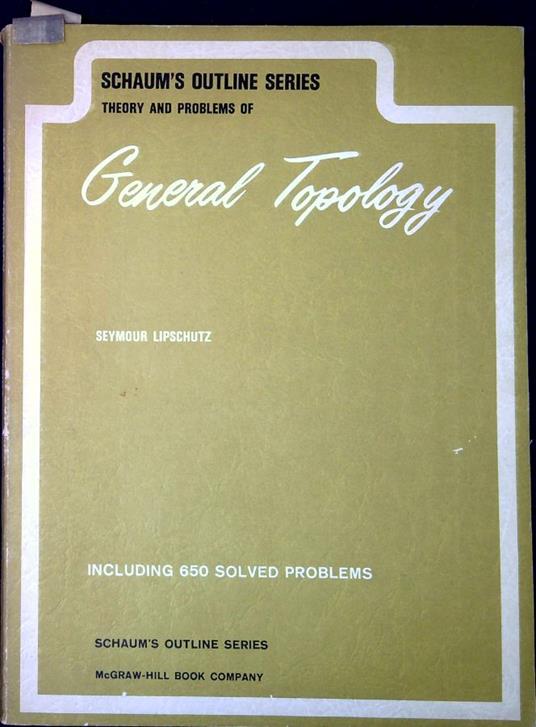 SCHAUM'S OUTLINE SERIES
THEORY AND PROBLEMS OF
General Topology
SEYMOUR LIPSCHUTZ
INCLUDING 650 SOLVED PROBLEMS
SCHAUM'S OUTLINE SERIES
McGRAW-HILL BOOK COMPANY